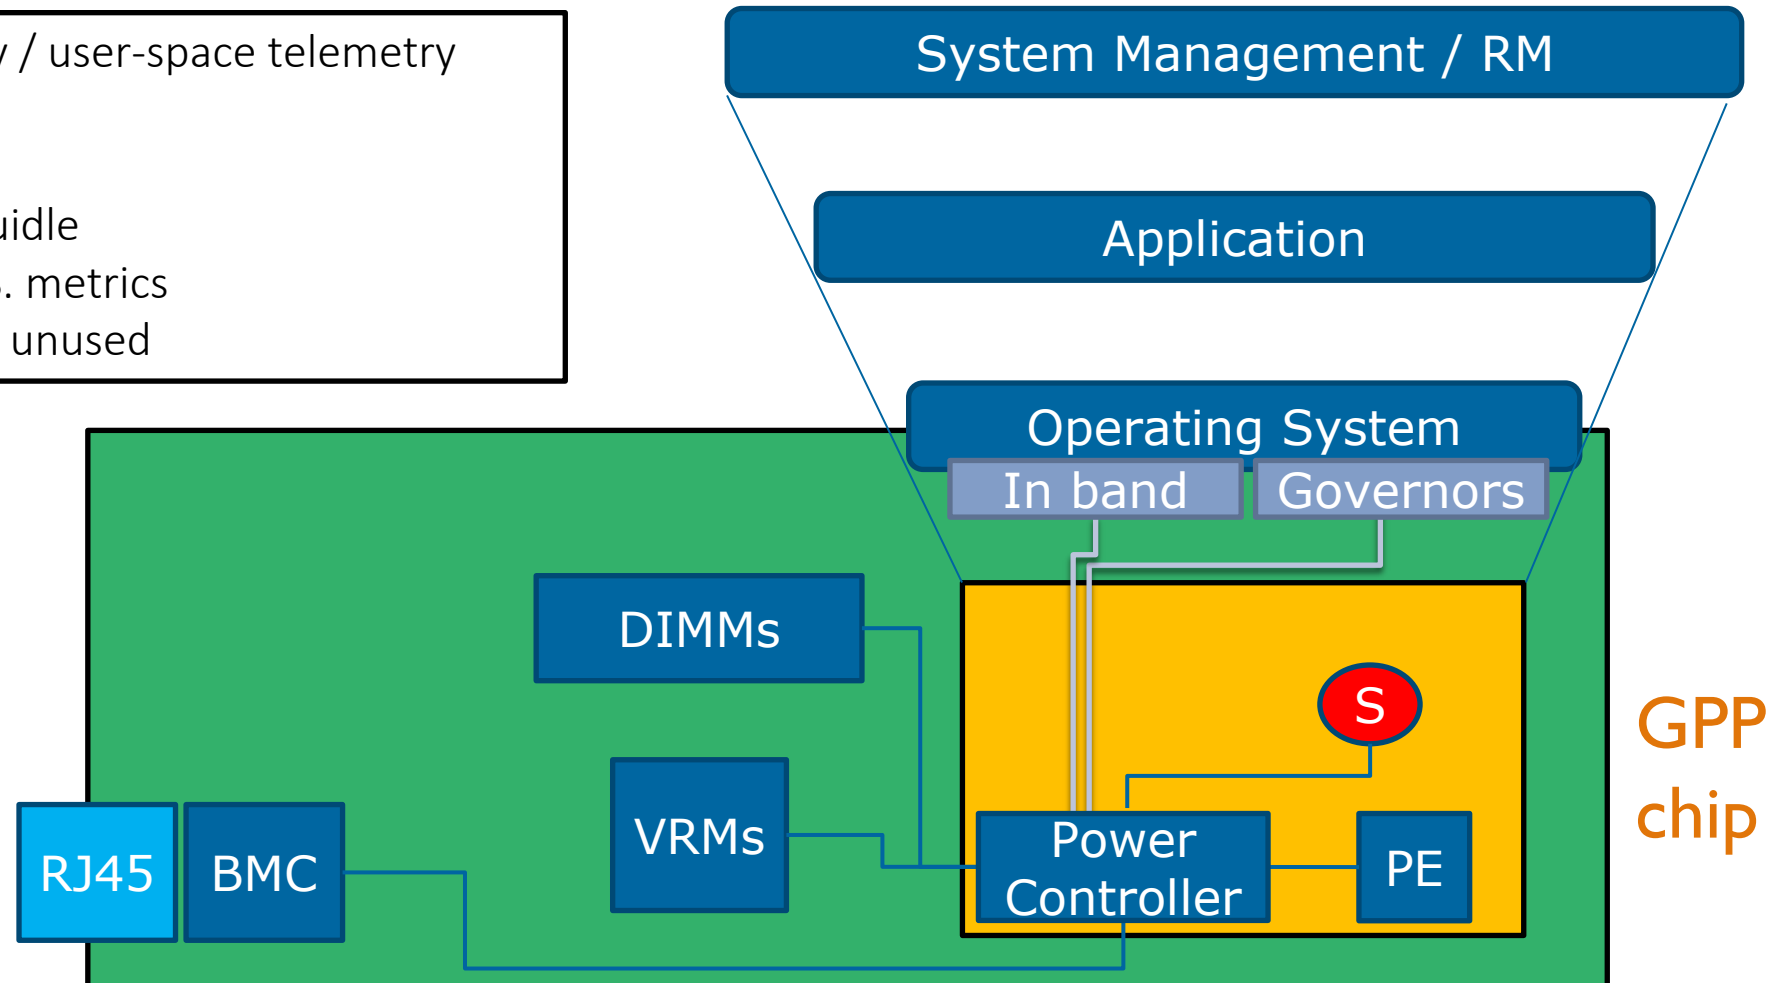 / user-space telemetry
metrics
unused
System Management / RM
Application
Operating System
In band
Governors
DIMMs
S
GPP
chip
VRMs
Power
Controller
PE
RJ45
BMC